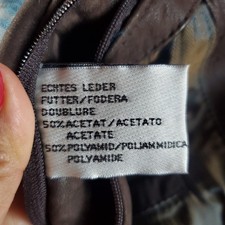 ECHTES LEDER
FUTTER/FODERA
DOUBLURE
50%ACETAT/ACETATO
ACETATE
50%POLYAMID/POLIAMMIDICA
POLYAMIDE